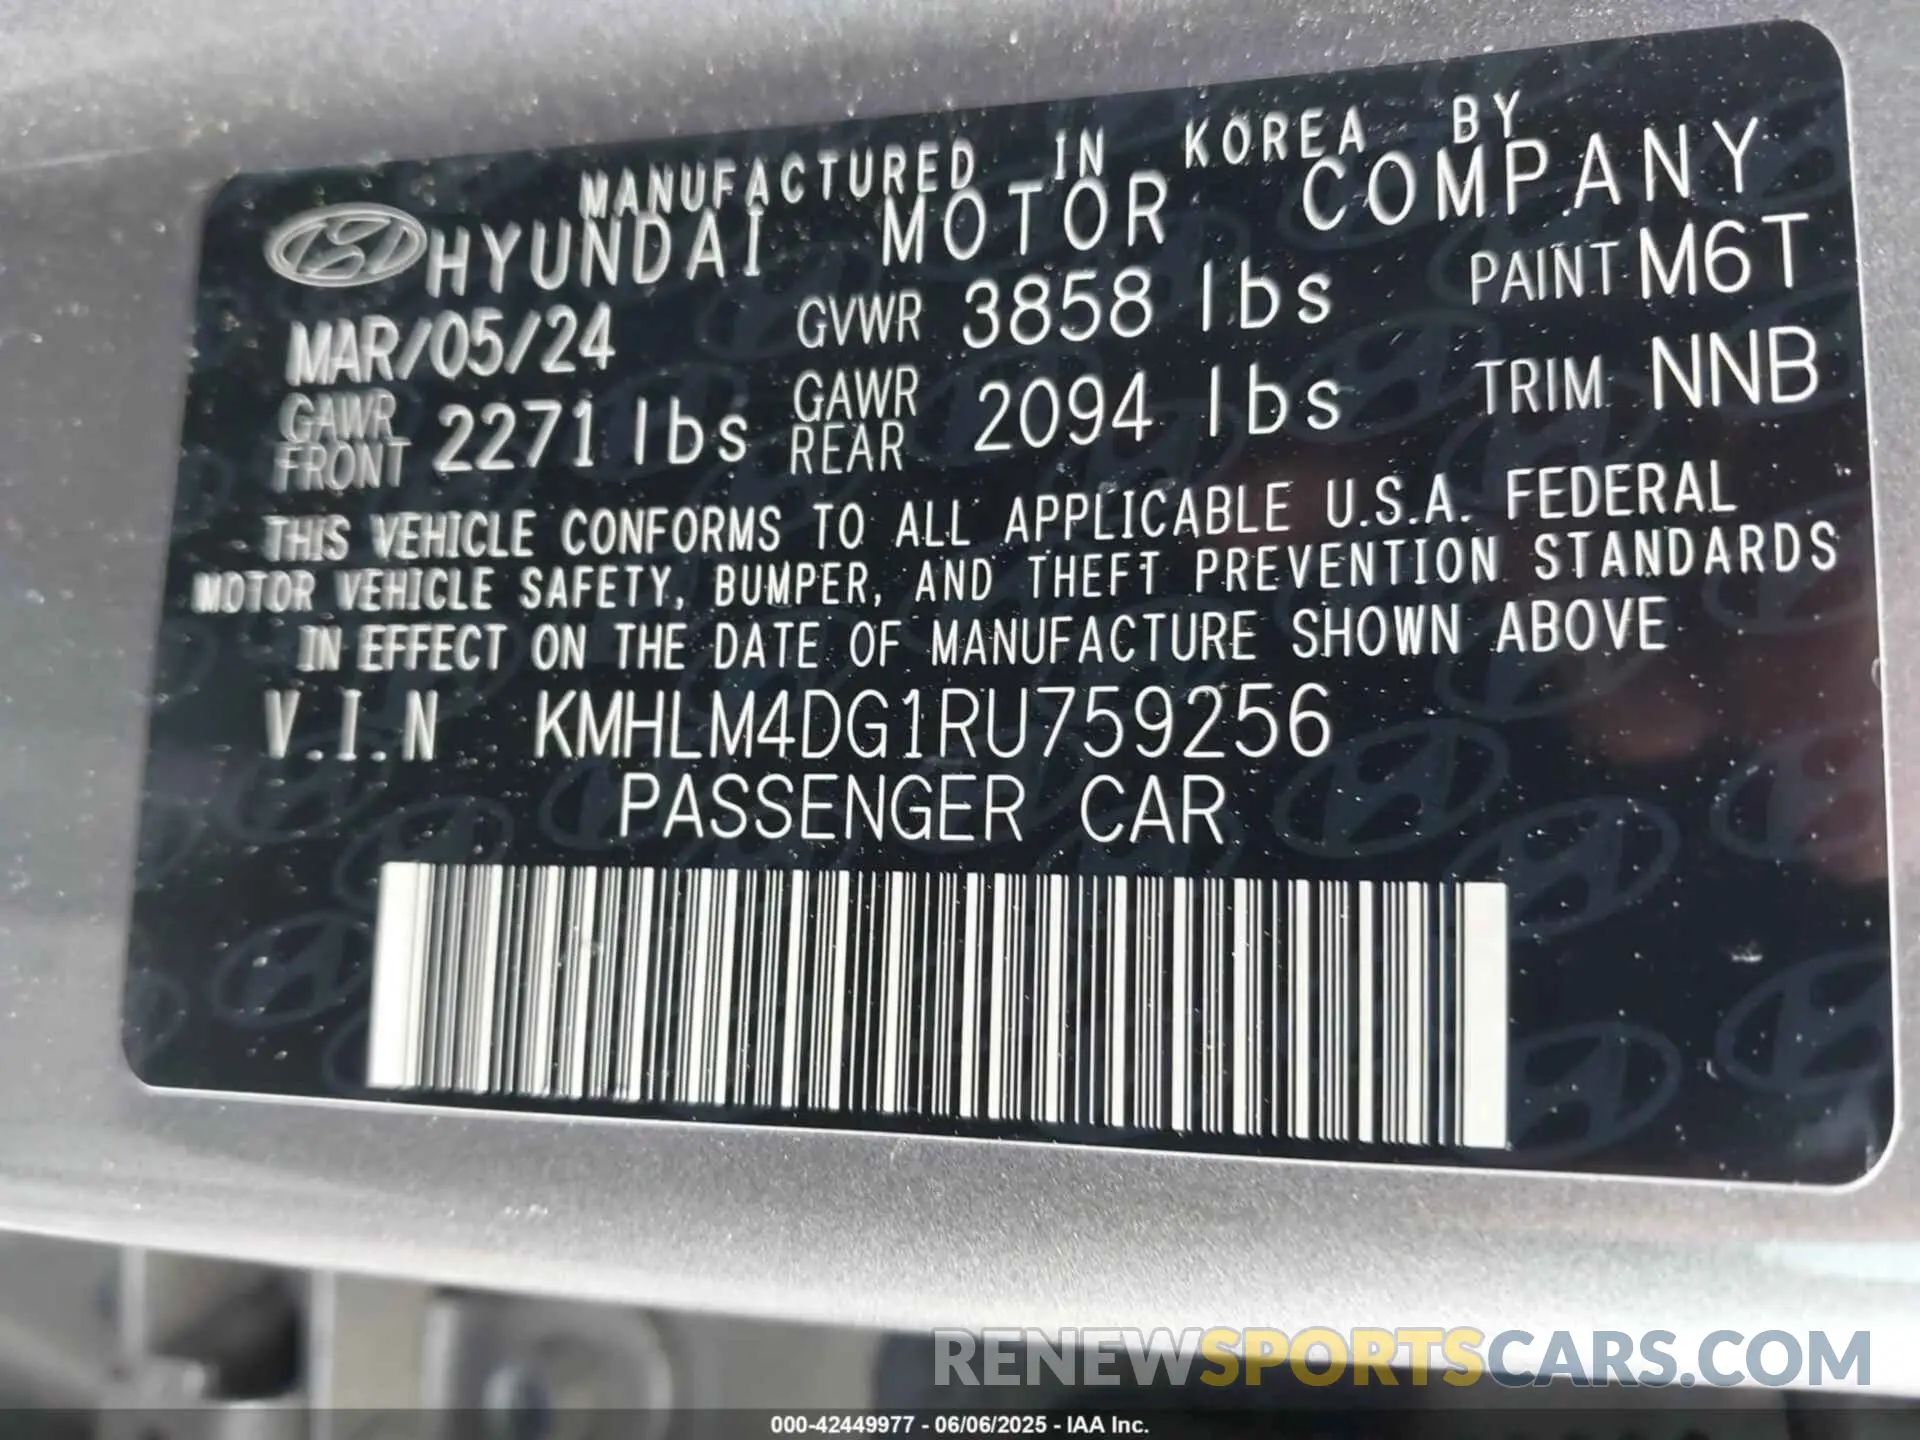 MANUFACTURED IN KOREA BY
HYUNDAI MOTOR COMPANY
MAR/05/24 GVWR 3858 lbs PAINT M6T
GAWR FRONT 2271 lbs GAWR REAR 2094 lbs TRIM NNB
THIS VEHICLE CONFORMS TO ALL APPLICABLE U.S.A. FEDERAL
MOTOR VEHICLE SAFETY, BUMPER, AND THEFT PREVENTION STANDARDS
IN EFFECT ON THE DATE OF MANUFACTURE SHOWN ABOVE
V.I.N KMHLM4DG1RU759256
PASSENGER CAR
RENEWSPORTSCARS.COM
000-42449977 - 06/06/2025 - IAA Inc.